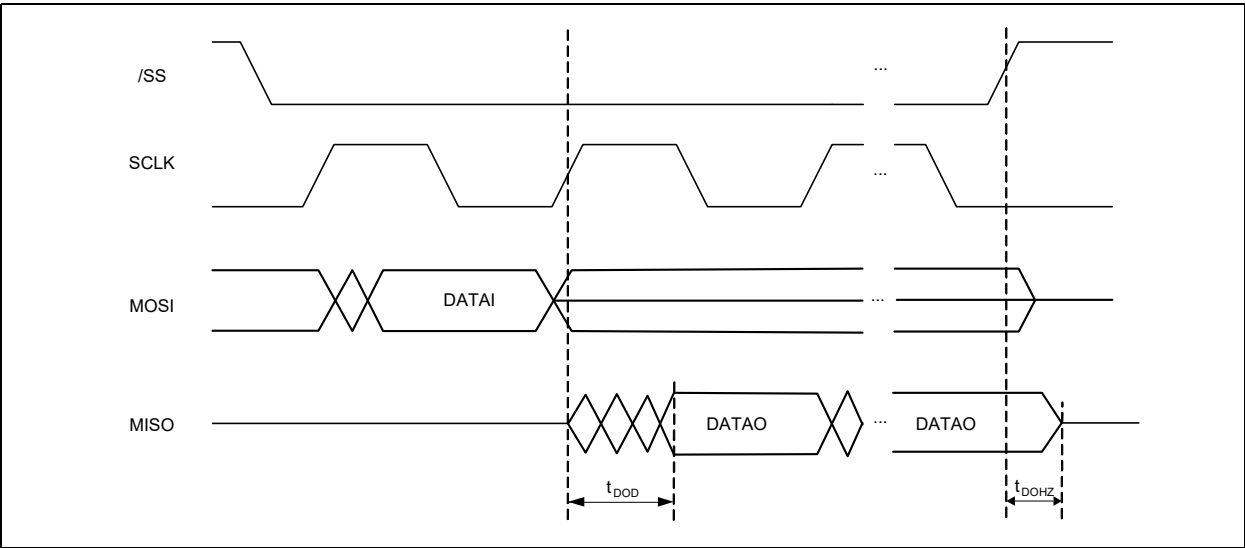 /SS
...
SCLK
...
MOSI
DATAI
...
MISO
DATAO
...
DATAO
tDOD
tDOHZ